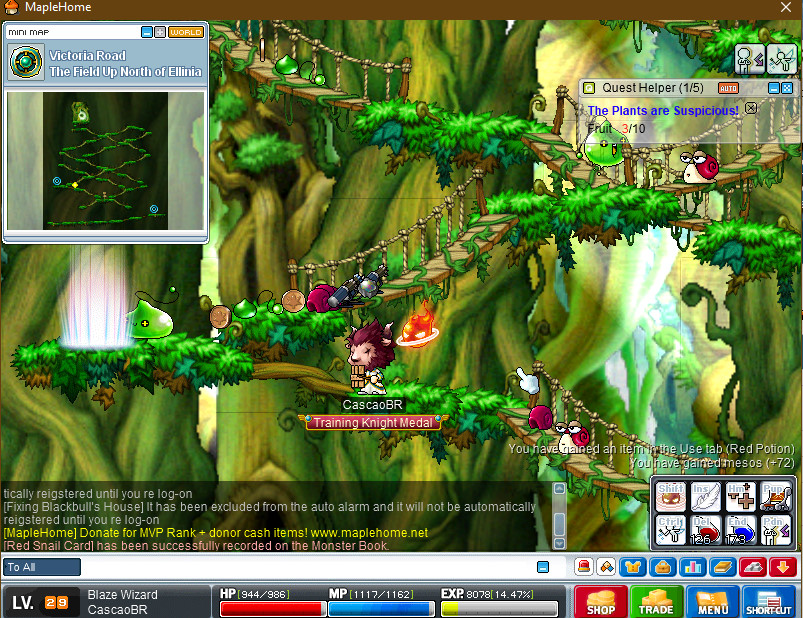 MapleHome
MINI MAP
WORLD
Victoria Road
The Field Up North of Ellinia
Quest Helper (1/5)
AUTO
The Plants are Suspicious!
Fruit 3/10
CascaoBR
Training Knight Medal
You have gained an item in the Use tab (Red Potion)
You have gained mesos (+72)
tically reigstered until you re log-on
[Fixing Blackbull's House] It has been excluded from the auto alarm and it will not be automatically
reigstered until you re log-on
[MapleHome] Donate for MVP Rank + donor cash items! www.maplehome.net
[Red Snail Card] has been successfully recorded on the Monster Book.
Shift Ins Hm Pup
Ctrl Del End Pdn
126 173
To All
LV. 29
Blaze Wizard
CascaoBR
HP [944/986] MP [1117/1162] EXP. 8078[14.47%]
SHOP TRADE MENU SHORT CUT